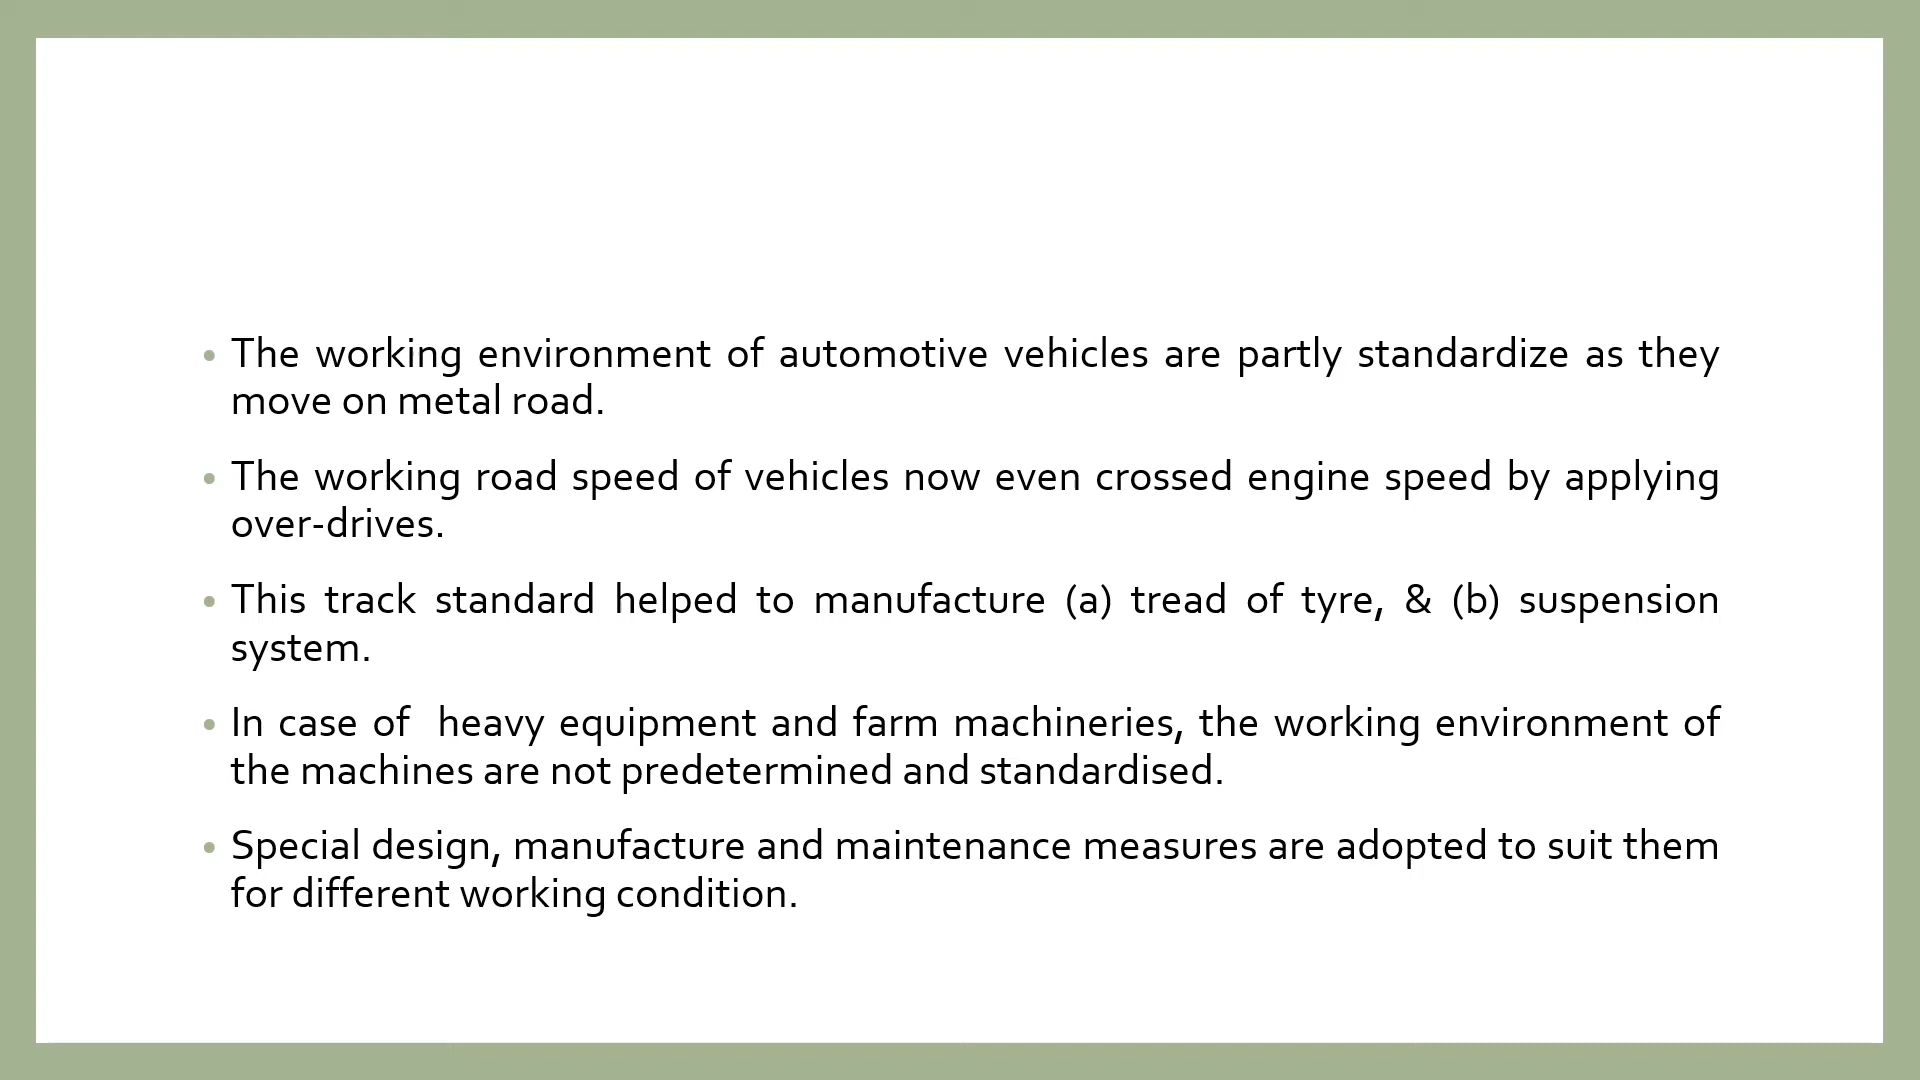 • The working environment of automotive vehicles are partly standardize as they
move on metal road.
• The working road speed of vehicles now even crossed engine speed by applying
over-drives.
• This track standard helped to manufacture (a) tread of tyre, & (b) suspension
system.
• In case of  heavy equipment and farm machineries, the working environment of
the machines are not predetermined and standardised.
• Special design, manufacture and maintenance measures are adopted to suit them
for different working condition.